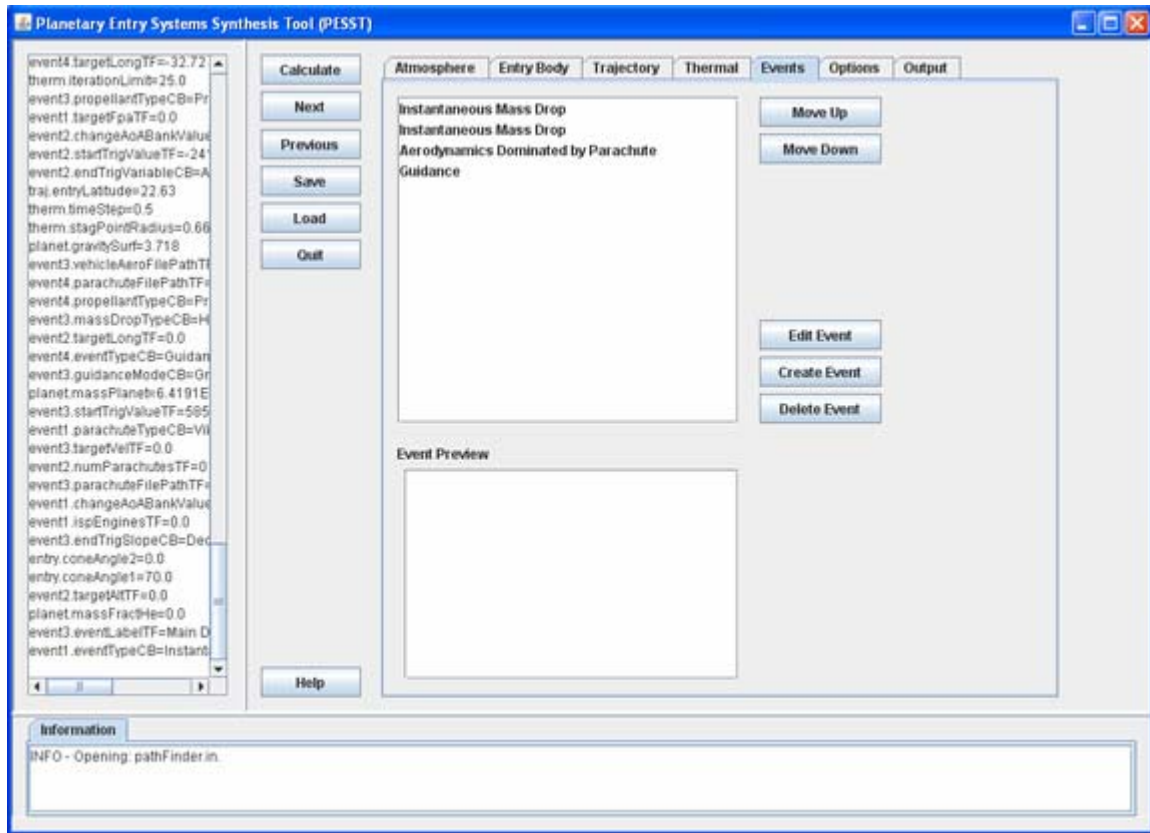 Planetary Entry Systems Synthesis Tool (PESST)
event4.targetLongTF=-32.72
therm.iterationLimit=25.0
event3.propellantTypeCB=Pr
event1.targetFpaTF=0.0
event2.changeAoABankValue
event2.startTrigValueTF=-241
event2.endTrigVariableCB=A
traj.entryLatitude=22.63
therm.timeStep=0.5
therm.stagPointRadius=0.66
planet.gravitySurf=3.718
event3.vehicleAeroFilePathTF
event4.parachuteFilePathTF=
event4.propellantTypeCB=Pr
event3.massDropTypeCB=H
event2.targetLongTF=0.0
event4.eventTypeCB=Guidan
event3.guidanceModeCB=Gr
planet.massPlanet=6.4191E
event3.startTrigValueTF=585
event1.parachuteTypeCB=Vik
event3.targetVelTF=0.0
event2.numParachutesTF=0
event3.parachuteFilePathTF=
event1.changeAoABankValue
event1.ispEnginesTF=0.0
event3.endTrigSlopeCB=Dec
entry.coneAngle2=0.0
entry.coneAngle1=70.0
event2.targetAltTF=0.0
planet.massFractHe=0.0
event3.eventLabelTF=Main D
event1.eventTypeCB=Instant
Calculate
Next
Previous
Save
Load
Quit
Help
Atmosphere Entry Body Trajectory Thermal Events Options Output
Instantaneous Mass Drop
Instantaneous Mass Drop
Aerodynamics Dominated by Parachute
Guidance
Move Up
Move Down
Edit Event
Create Event
Delete Event
Event Preview
Information
INFO - Opening: pathFinder.in.